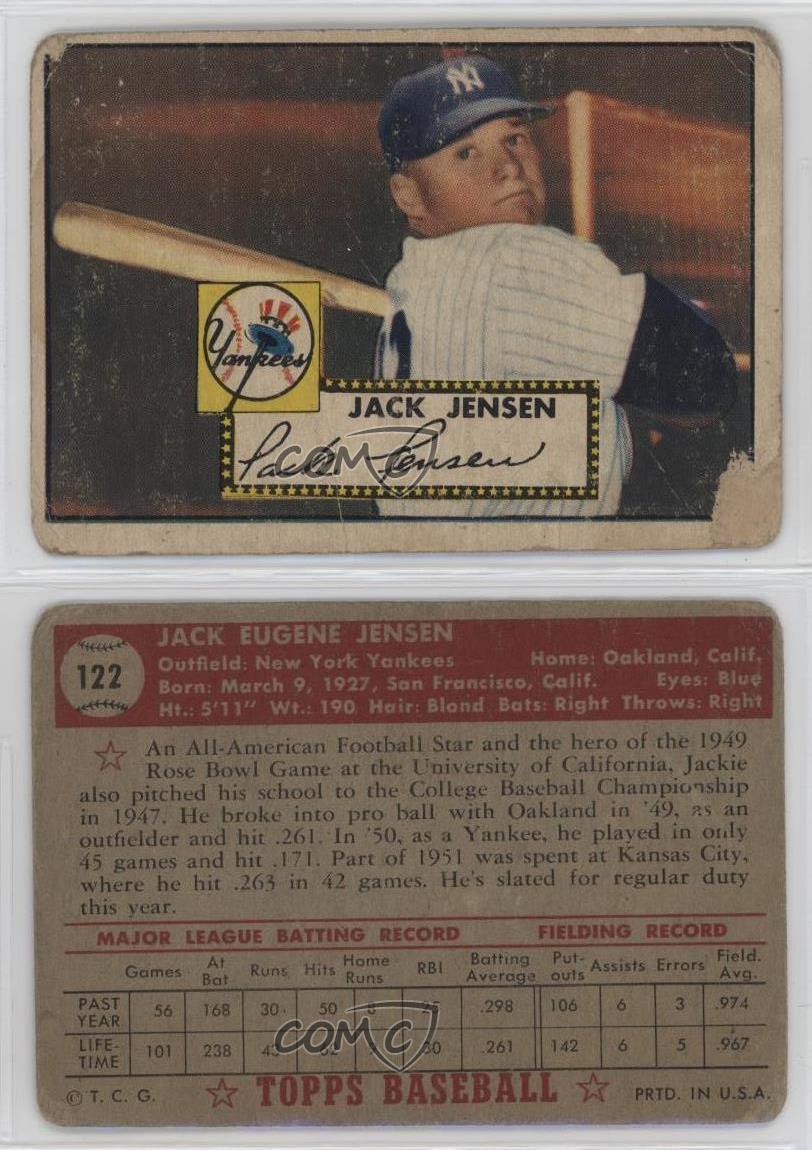 NY
Yankees
JACK JENSEN
Jack Jensen
COMC
122
JACK EUGENE JENSEN
Outfield: New York Yankees Home: Oakland, Calif.
Born: March 9, 1927, San Francisco, Calif. Eyes: Blue
Ht.: 5'11" Wt.: 190 Hair: Blond Bats: Right Throws: Right
An All-American Football Star and the hero of the 1949
Rose Bowl Game at the University of California, Jackie
also pitched his school to the College Baseball Championship
in 1947. He broke into pro ball with Oakland in '49, as an
outfielder and hit .261. In '50, as a Yankee, he played in only
45 games and hit .171. Part of 1951 was spent at Kansas City,
where he hit .263 in 42 games. He's slated for regular duty
this year.
MAJOR LEAGUE BATTING RECORD FIELDING RECORD
Games At Bat Runs Hits Home Runs RBI Batting Average Put-outs Assists Errors Field. Avg.
PAST YEAR 56 168 30 50 8 25 .298 106 6 3 .974
LIFE-TIME 101 238 43 62 30 .261 142 6 5 .967
COMC
© T. C. G. TOPPS BASEBALL PRTD. IN U.S.A.